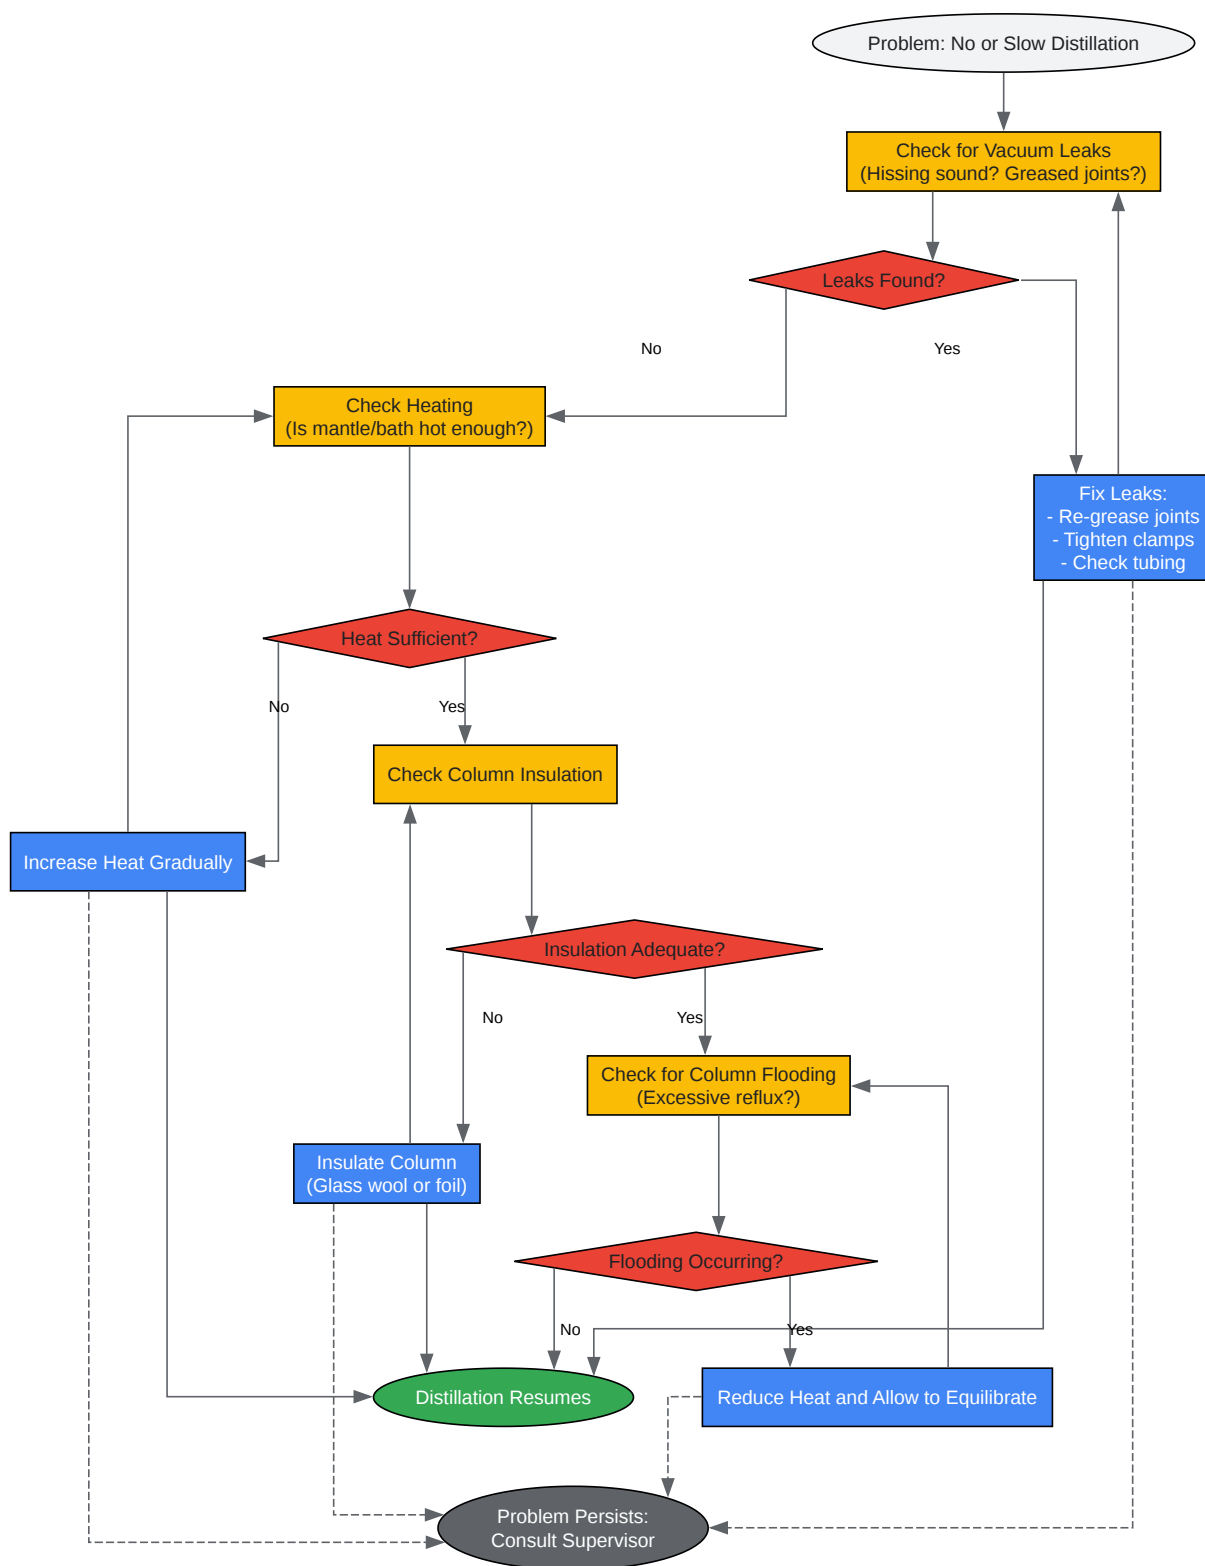 Problem: No or Slow Distillation
Check for Vacuum Leaks
(Hissing sound? Greased joints?)
Leaks Found?
No
Yes
Check Heating
(Is mantle/bath hot enough?)
Fix Leaks:
- Re-grease joints
- Tighten clamps
- Check tubing
Heat Sufficient?
No
Yes
Check Column Insulation
Increase Heat Gradually
Insulation Adequate?
No
Yes
Check for Column Flooding
(Excessive reflux?)
Insulate Column
(Glass wool or foil)
Flooding Occurring?
No
Yes
Distillation Resumes
Reduce Heat and Allow to Equilibrate
Problem Persists:
Consult Supervisor